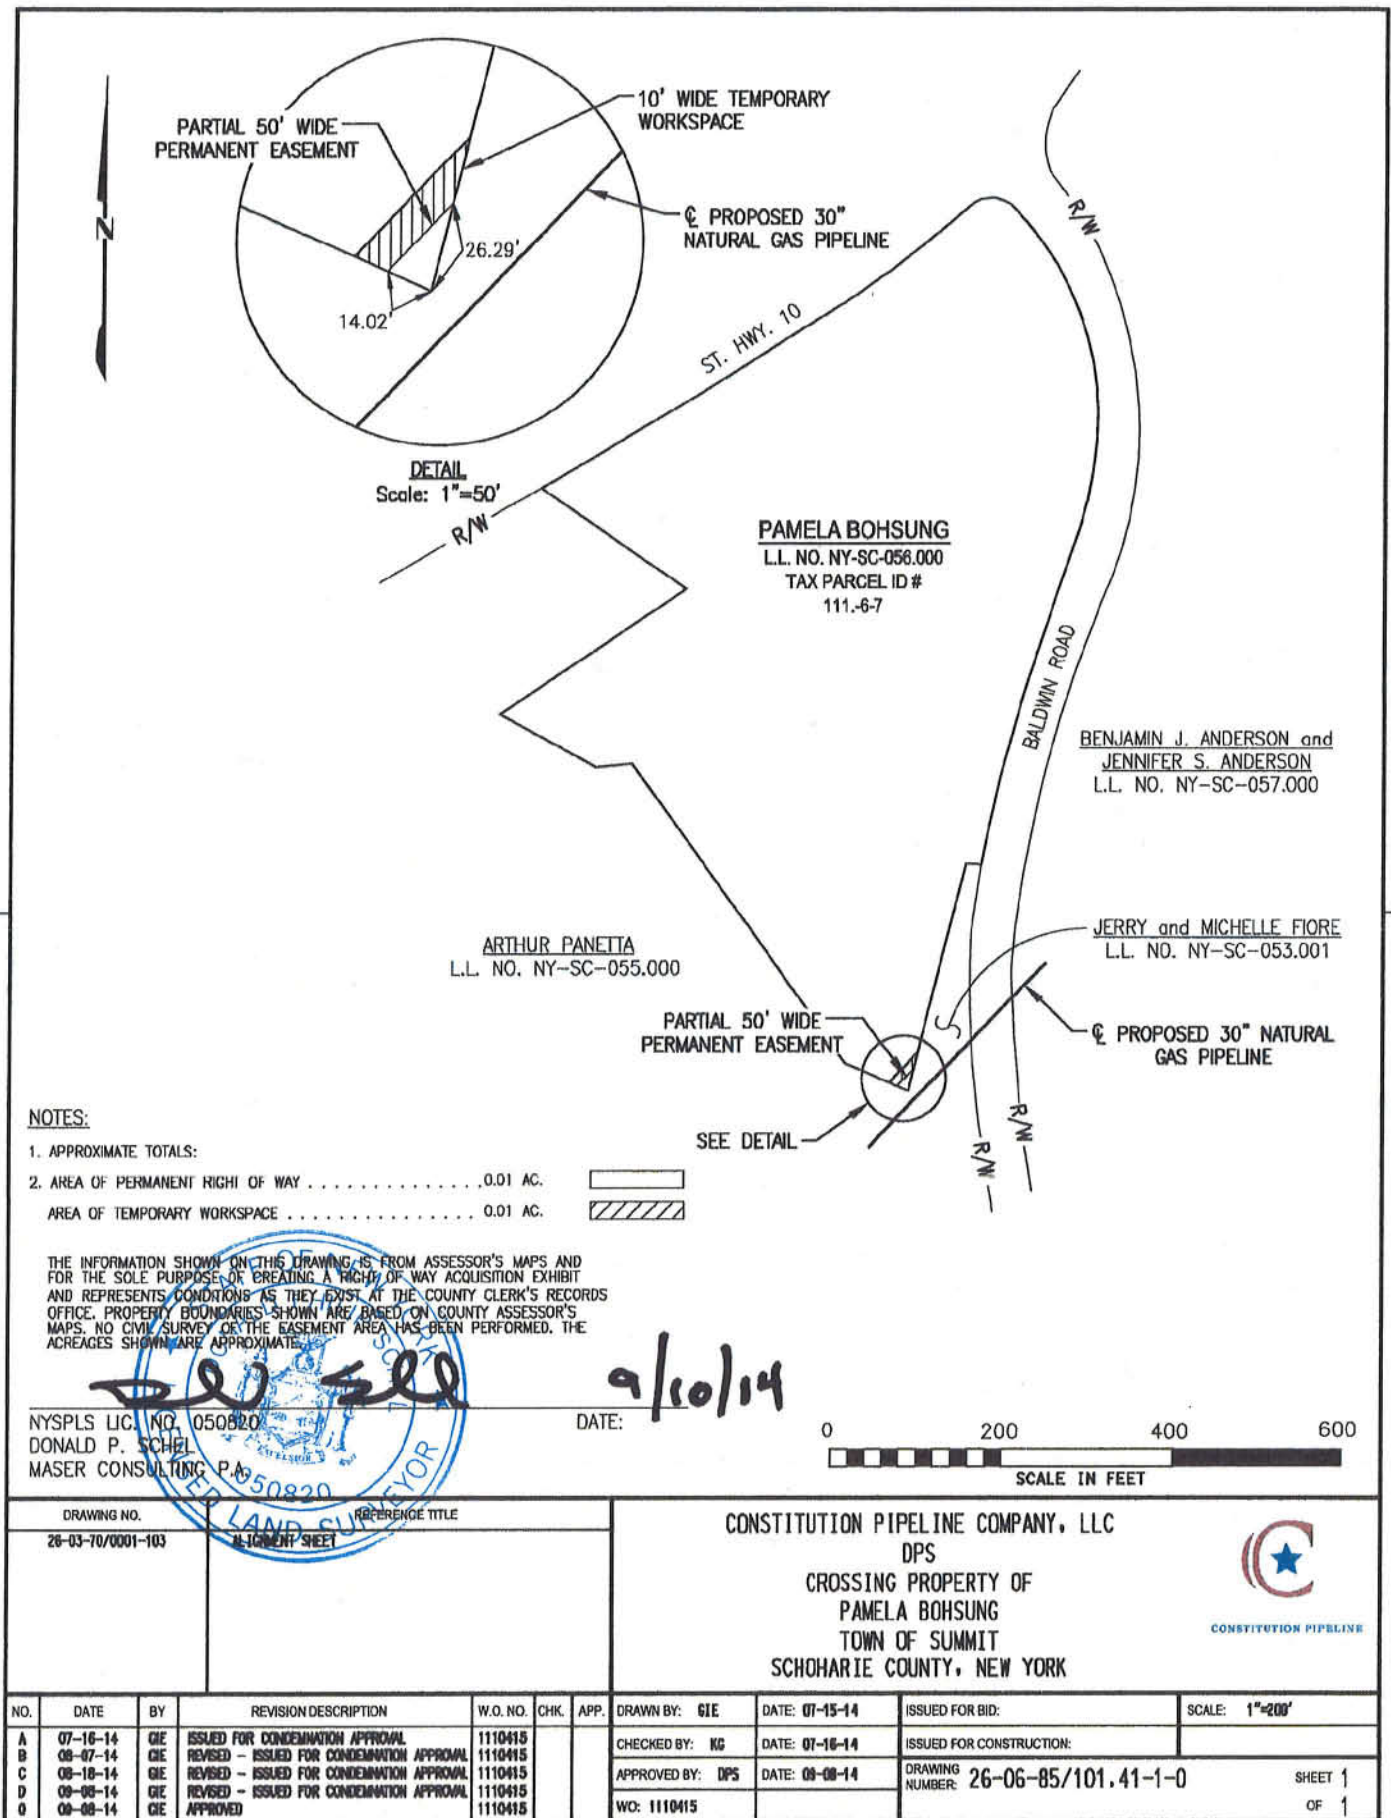 N
PARTIAL 50' WIDE
PERMANENT EASEMENT
10' WIDE TEMPORARY
WORKSPACE
℄ PROPOSED 30"
NATURAL GAS PIPELINE
26.29'
14.02'
DETAIL
Scale: 1"=50'
R/W
ST. HWY. 10
R/W
PAMELA BOHSUNG
L.L. NO. NY-SC-056.000
TAX PARCEL ID #
111.-6-7
BALDWIN ROAD
BENJAMIN J. ANDERSON and
JENNIFER S. ANDERSON
L.L. NO. NY-SC-057.000
ARTHUR PANETTA
L.L. NO. NY-SC-055.000
JERRY and MICHELLE FIORE
L.L. NO. NY-SC-053.001
PARTIAL 50' WIDE
PERMANENT EASEMENT
℄ PROPOSED 30" NATURAL
GAS PIPELINE
SEE DETAIL
R/W
R/W
NOTES:
1. APPROXIMATE TOTALS:
2. AREA OF PERMANENT RIGHT OF WAY . . . . . . . . . . . . . . . 0.01 AC.
AREA OF TEMPORARY WORKSPACE . . . . . . . . . . . . . . . . 0.01 AC.
THE INFORMATION SHOWN ON THIS DRAWING IS FROM ASSESSOR'S MAPS AND
FOR THE SOLE PURPOSE OF CREATING A RIGHT OF WAY ACQUISITION EXHIBIT
AND REPRESENTS CONDITIONS AS THEY EXIST AT THE COUNTY CLERK'S RECORDS
OFFICE. PROPERTY BOUNDARIES SHOWN ARE BASED ON COUNTY ASSESSOR'S
MAPS. NO CIVIL SURVEY OF THE EASEMENT AREA HAS BEEN PERFORMED. THE
ACREAGES SHOWN ARE APPROXIMATE.
STATE OF NEW YORK
LICENSED LAND SURVEYOR
050820
EXCELSIOR
NYSPLS LIC. NO. 050820
DONALD P. SCHEL
MASER CONSULTING P.A.
DATE: 9/10/14
0 200 400 600
SCALE IN FEET
DRAWING NO. REFERENCE TITLE
26-03-70/0001-103 ALIGNMENT SHEET
CONSTITUTION PIPELINE COMPANY, LLC
DPS
CROSSING PROPERTY OF
PAMELA BOHSUNG
TOWN OF SUMMIT
SCHOHARIE COUNTY, NEW YORK
CONSTITUTION PIPELINE
NO. DATE BY REVISION DESCRIPTION W.O. NO. CHK. APP.
A 07-16-14 GIE ISSUED FOR CONDEMNATION APPROVAL 1110415
B 08-07-14 GIE REVISED - ISSUED FOR CONDEMNATION APPROVAL 1110415
C 08-18-14 GIE REVISED - ISSUED FOR CONDEMNATION APPROVAL 1110415
D 09-08-14 GIE REVISED - ISSUED FOR CONDEMNATION APPROVAL 1110415
0 09-08-14 GIE APPROVED 1110415
DRAWN BY: GIE DATE: 07-15-14 ISSUED FOR BID: SCALE: 1"=200'
CHECKED BY: KG DATE: 07-16-14 ISSUED FOR CONSTRUCTION:
APPROVED BY: DPS DATE: 09-08-14 DRAWING NUMBER: 26-06-85/101.41-1-0 SHEET 1
WO: 1110415 OF 1